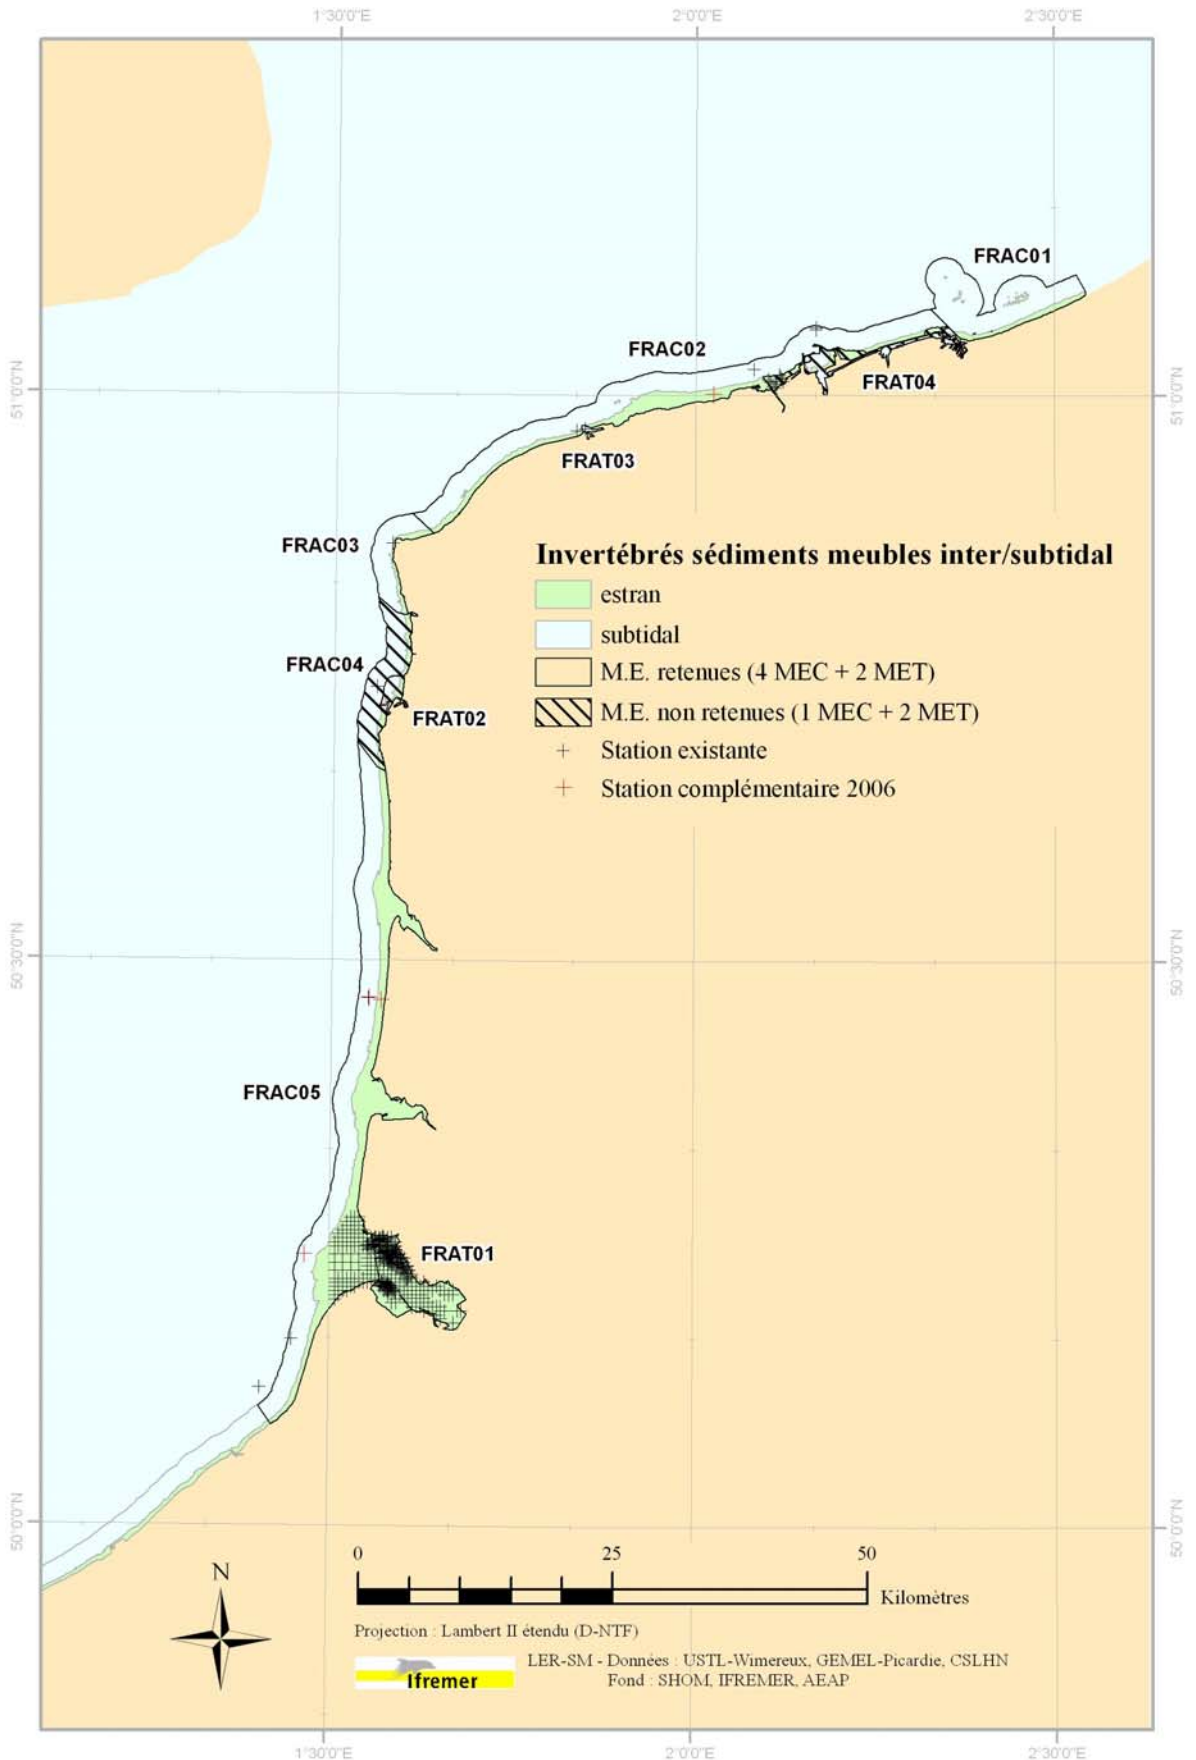 1°30'0"E
2°0'0"E
2°30'0"E
FRAC01
FRAC02
51°0'0"N
51°0'0"N
FRAT04
FRAT03
FRAC03
Invertébrés sédiments meubles inter/subtidal
estran
subtidal
FRAC04
M.E. retenues (4 MEC + 2 MET)
FRAT02
M.E. non retenues (1 MEC + 2 MET)
Station existante
Station complémentaire 2006
50°30'0"N
50°30'0"N
FRAC05
FRAT01
50°0'0"N
50°0'0"N
0 25 50
N
Kilomètres
Projection : Lambert II étendu (D-NTF)
LER-SM - Données : USTL-Wimereux, GEMEL-Picardie, CSLHN
Ifremer
Fond : SHOM, IFREMER, AEAP
1°30'0"E
2°0'0"E
2°30'0"E